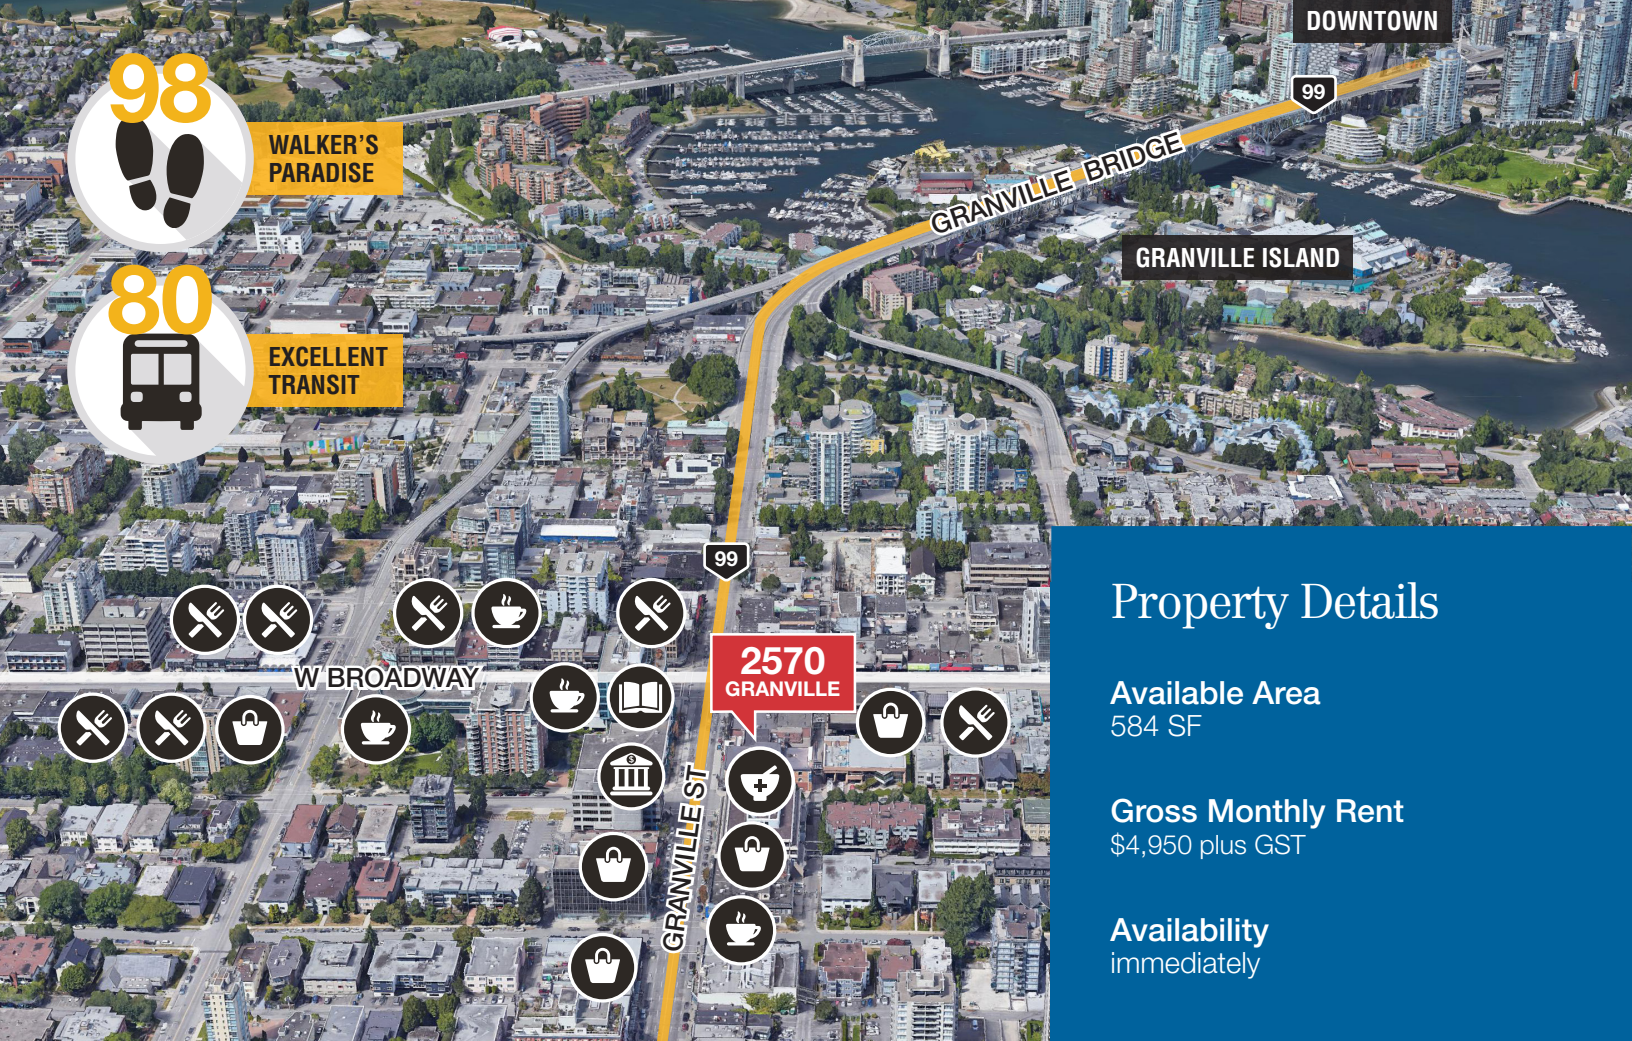 DOWNTOWN
99
98
WALKER'S
PARADISE
GRANVILLE BRIDGE
GRANVILLE ISLAND
80
EXCELLENT
TRANSIT
99
W BROADWAY
2570
GRANVILLE
GRANVILLE ST
$
Property Details
Available Area
584 SF
Gross Monthly Rent
$4,950 plus GST
Availability
immediately